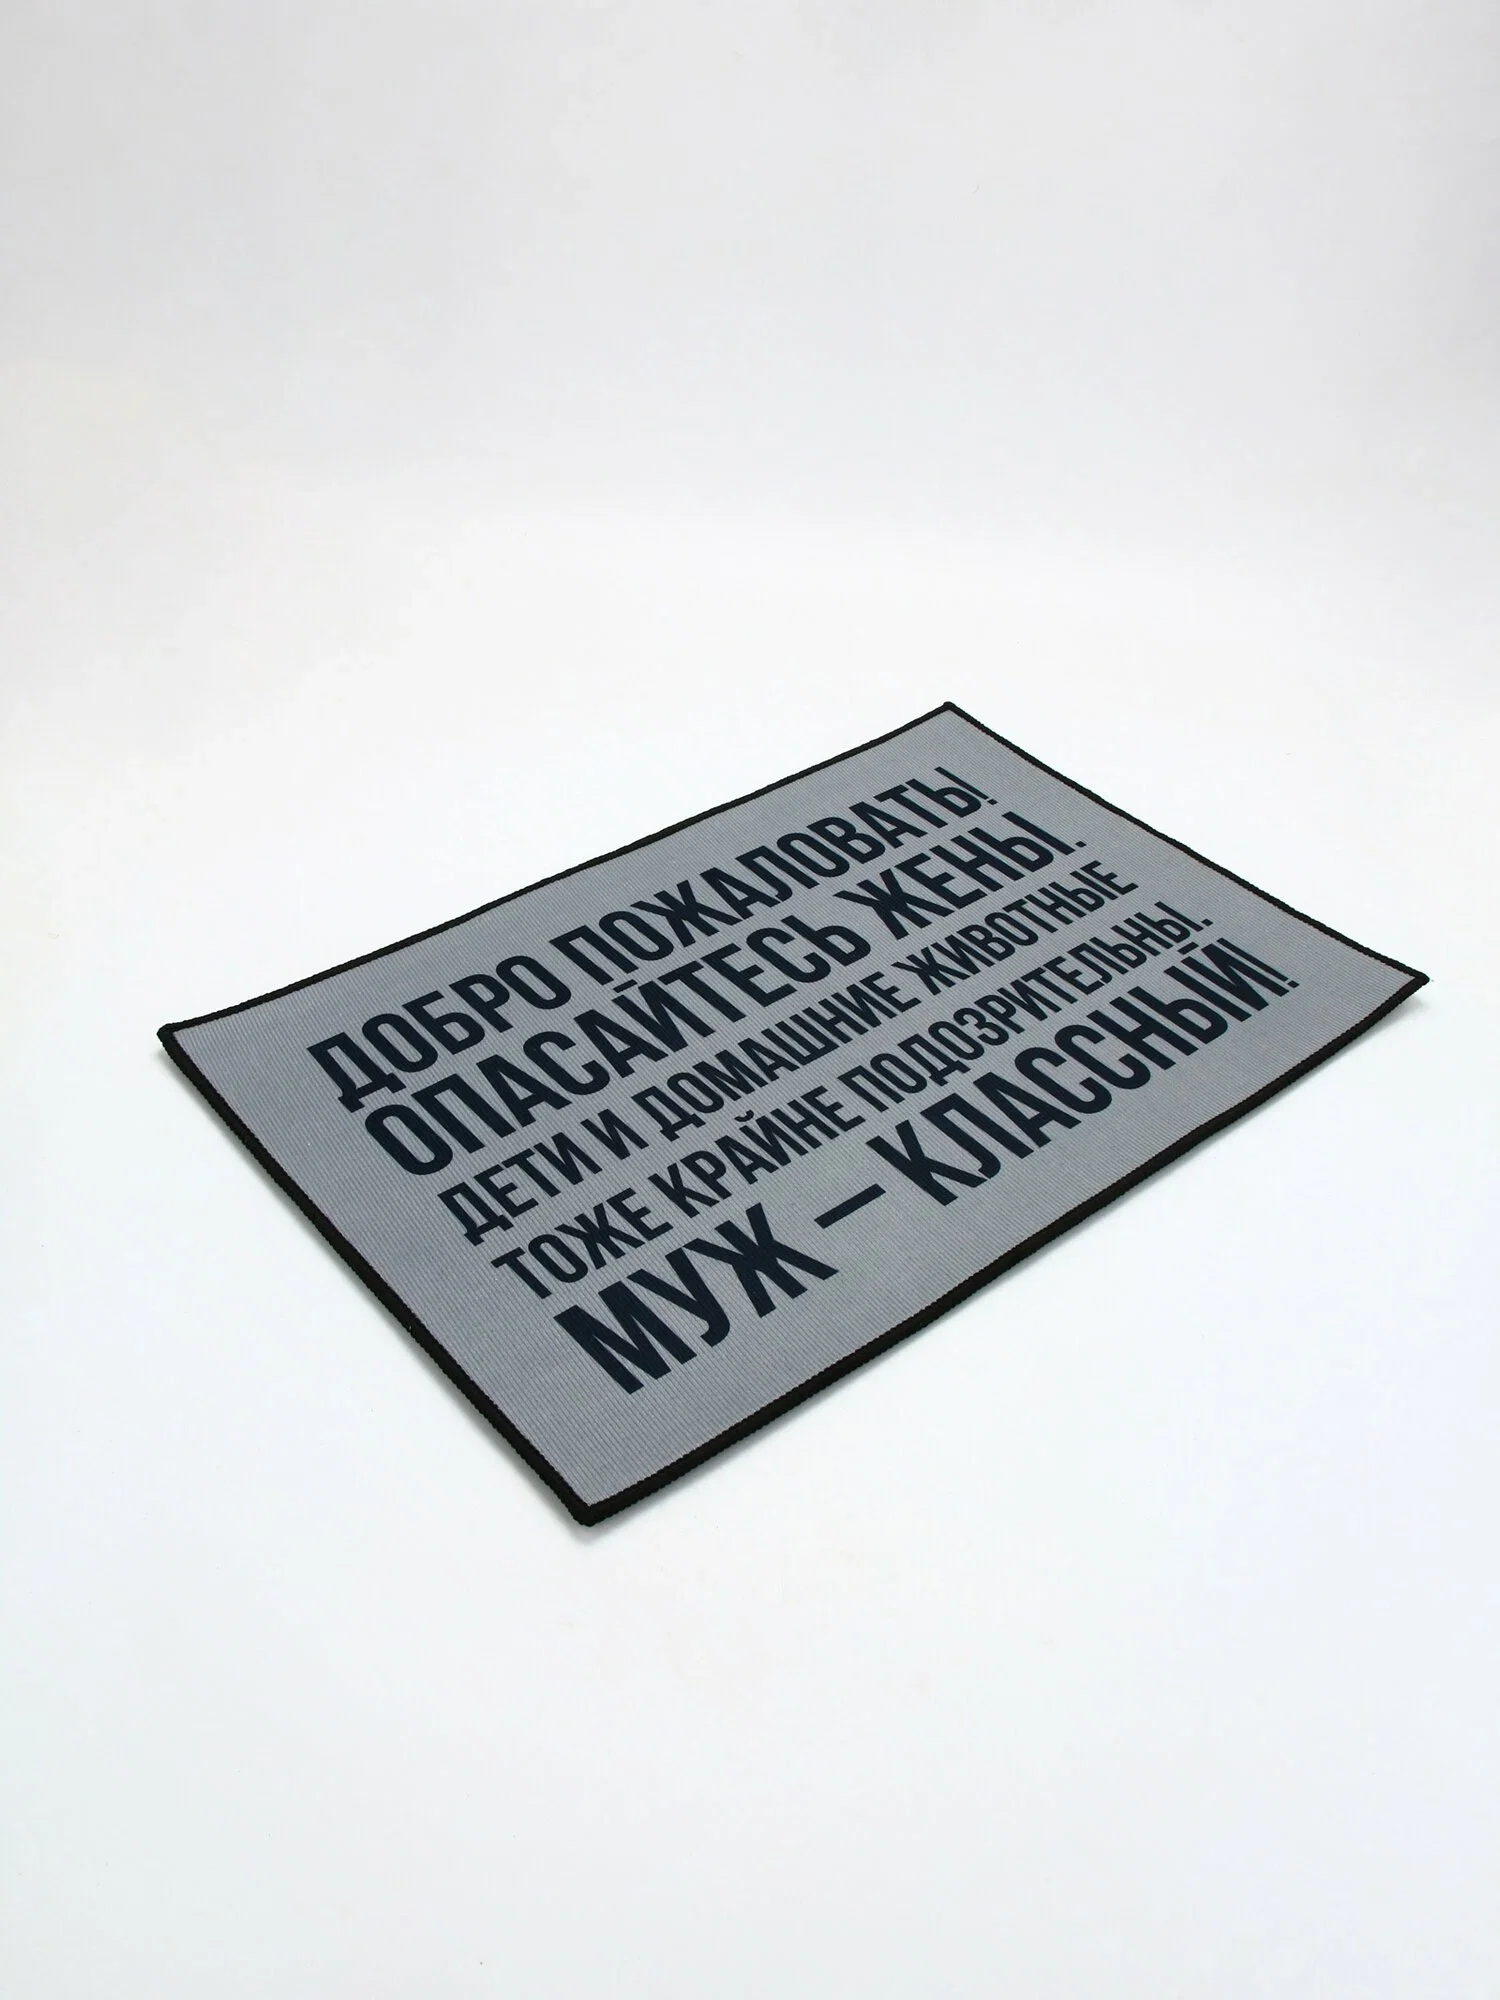 ДОБРО ПОЖАЛОВАТЬ!
ОПАСАЙТЕСЬ ЖЕНЫ.
ДЕТИ И ДОМАШНИЕ ЖИВОТНЫЕ
ТОЖЕ КРАЙНЕ ПОДОЗРИТЕЛЬНЫ.
МУЖ — КЛАССНЫЙ!